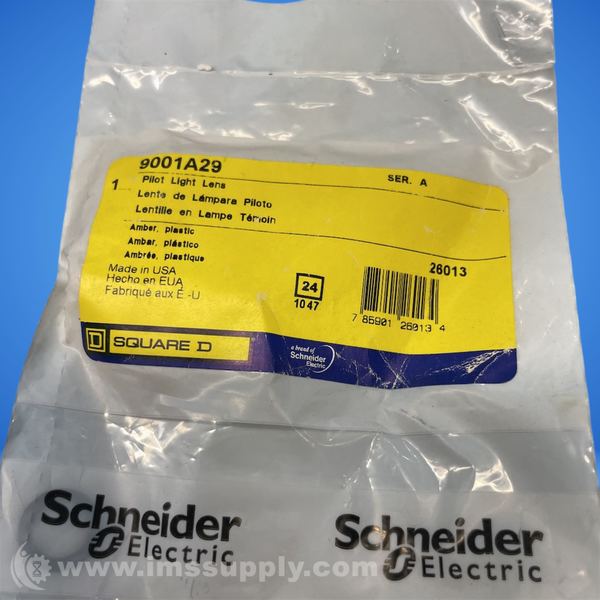 9001A29
SER. A
1
Pilot Light Lens
Lente de Lámpara Piloto
Lentille en Lampe Témoin
Amber, plastic
Ambar, plástico
Ambrée, plastique
Made in USA
Hecho en EUA
Fabriqué aux É.-U
24
1047
26013
7 85901 26013 4
D SQUARE D
a brand of
Schneider
Electric
Schneider
Electric
Schneider
Electric
www.imssupply.com